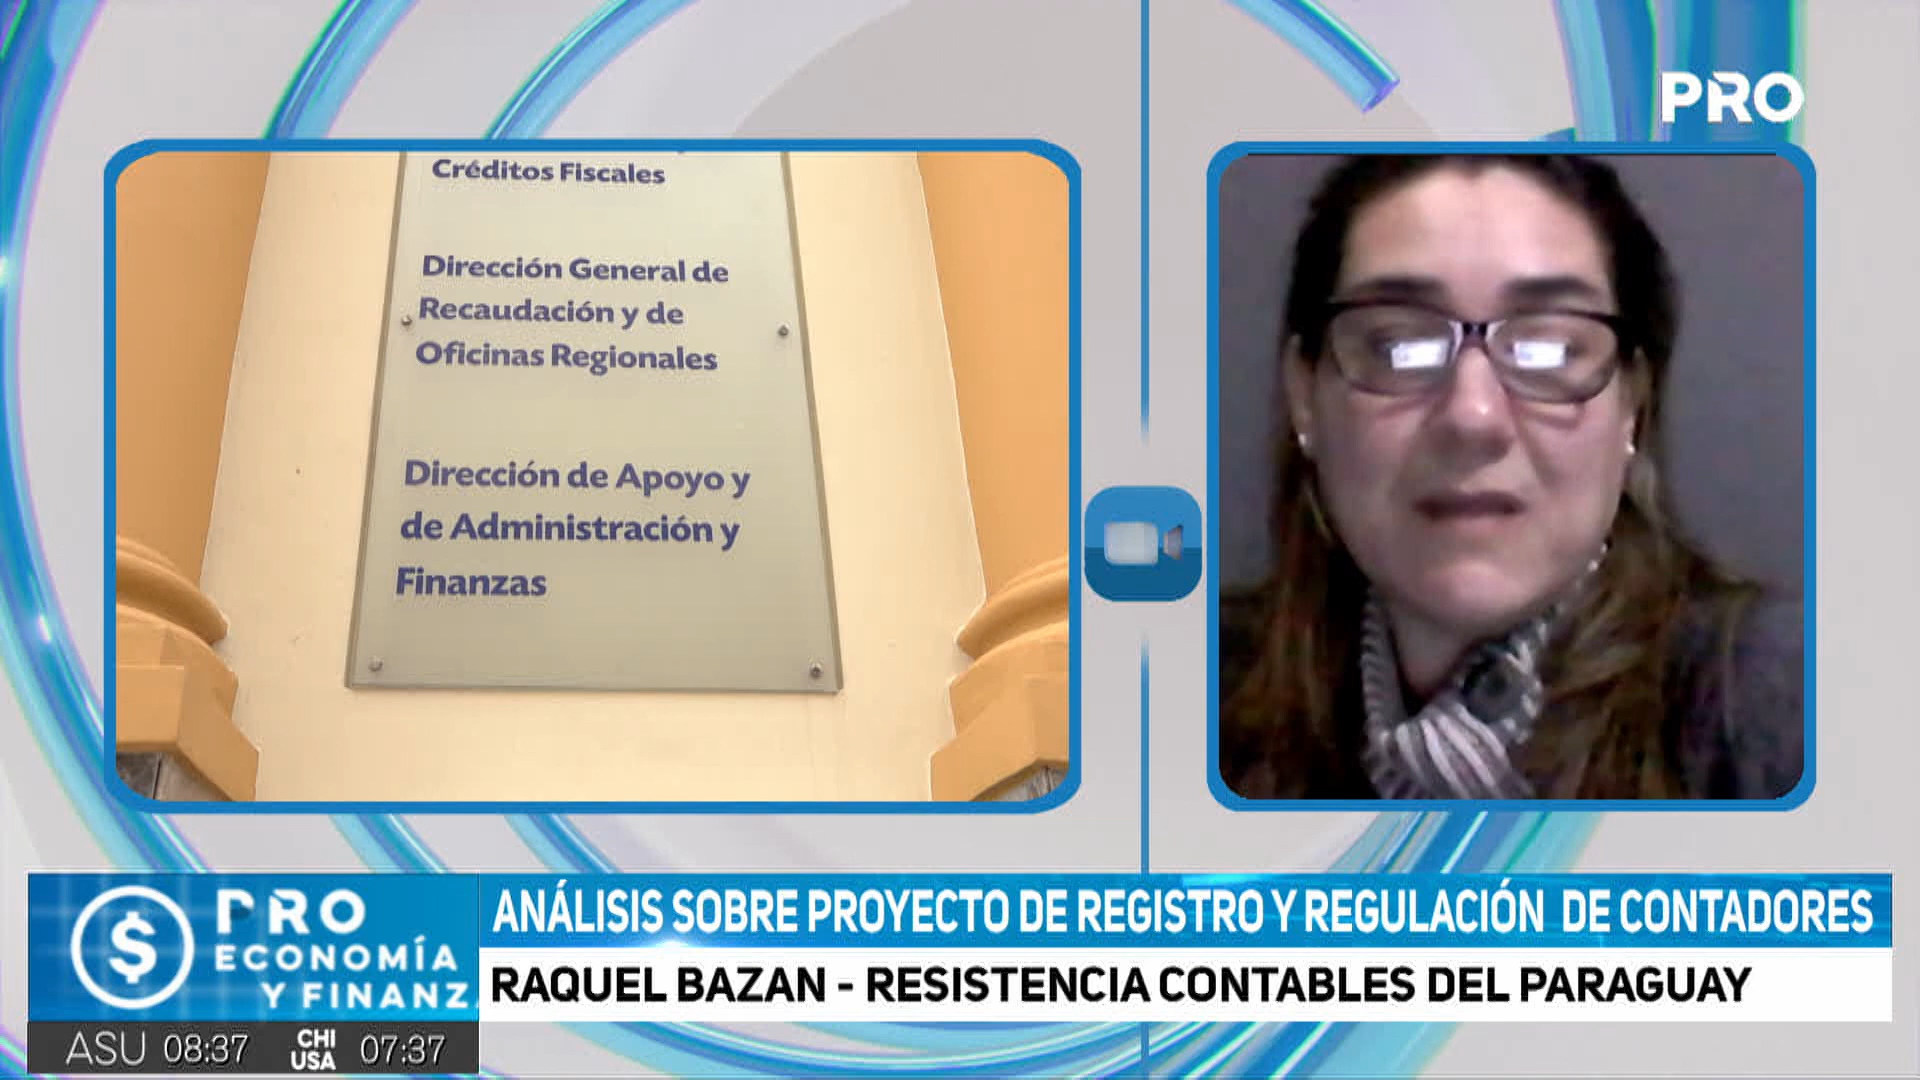 PRO
Créditos Fiscales
Dirección General de
Recaudación y de
Oficinas Regionales
Dirección de Apoyo y
de Administración y
Finanzas
$
PRO
ECONOMÍA
Y FINANZ
ANÁLISIS SOBRE PROYECTO DE REGISTRO Y REGULACIÓN DE CONTADORES
RAQUEL BAZAN - RESISTENCIA CONTABLES DEL PARAGUAY
ASU 08:37 CHI USA 07:37